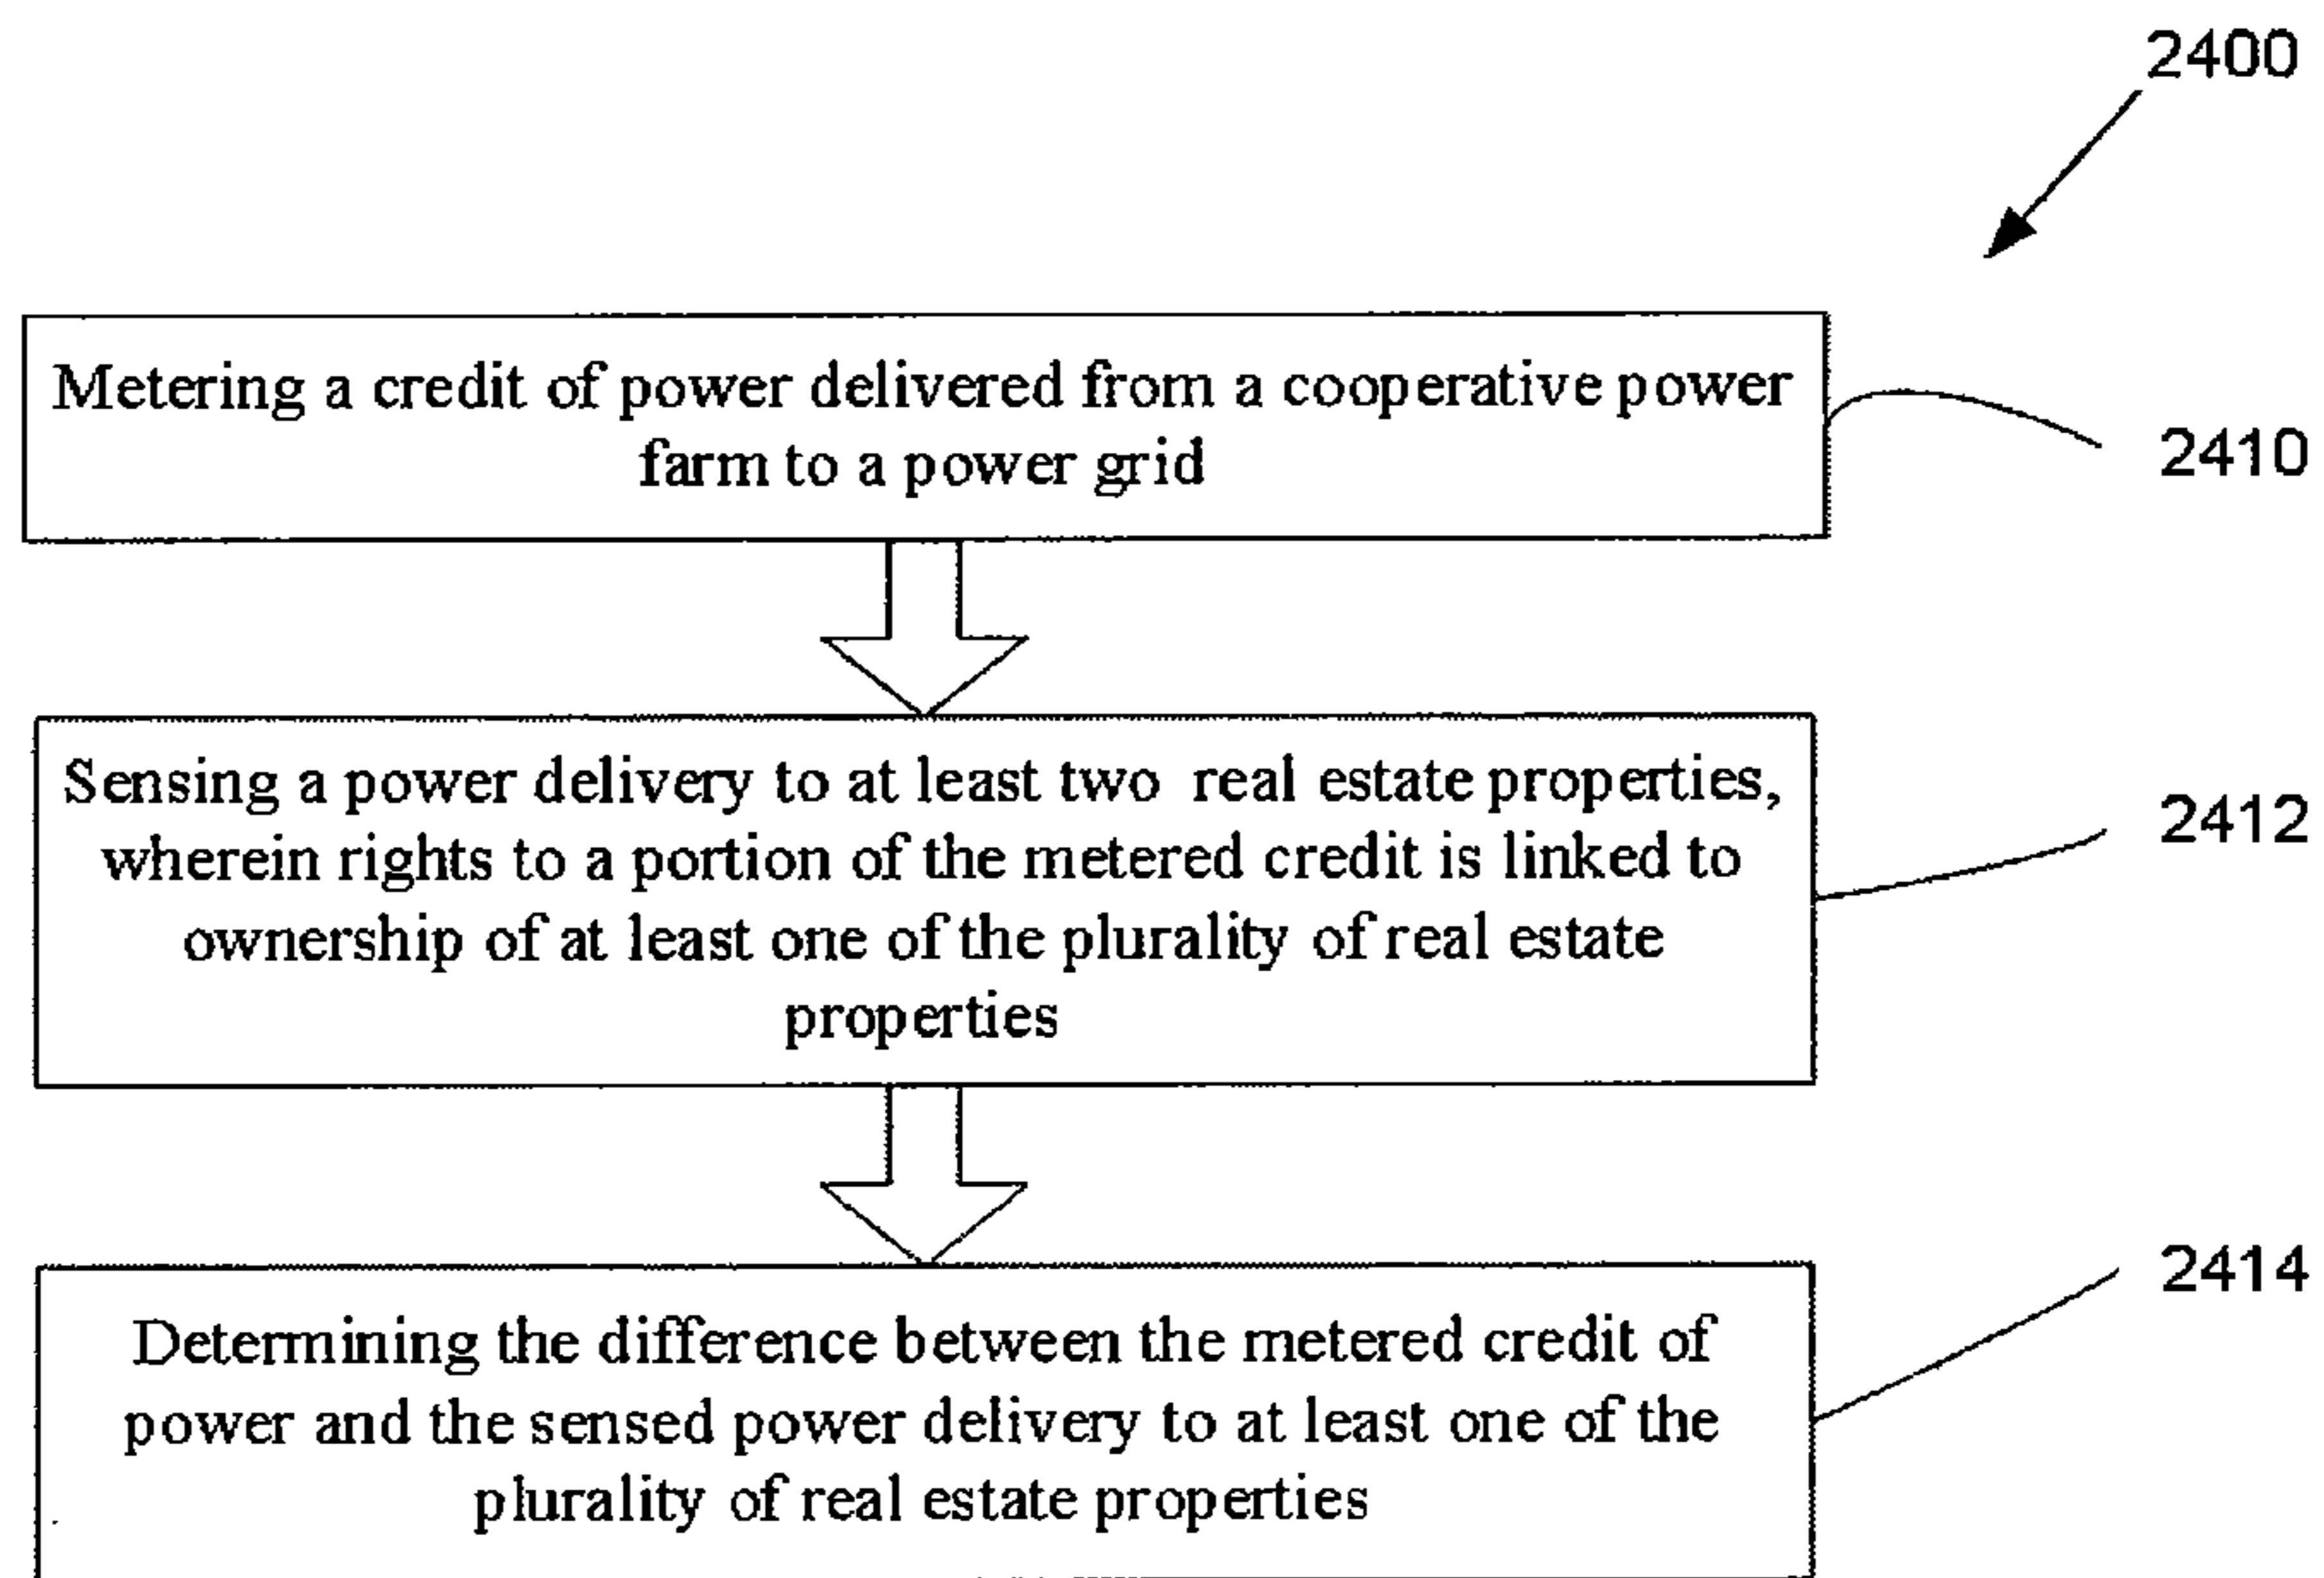 2400
Metering a credit of power delivered from a cooperative power
farm to a power grid
2410
Sensing a power delivery to at least two real estate properties,
wherein rights to a portion of the metered credit is linked to
ownership of at least one of the plurality of real estate
properties
2412
Determining the difference between the metered credit of
power and the sensed power delivery to at least one of the
plurality of real estate properties
2414